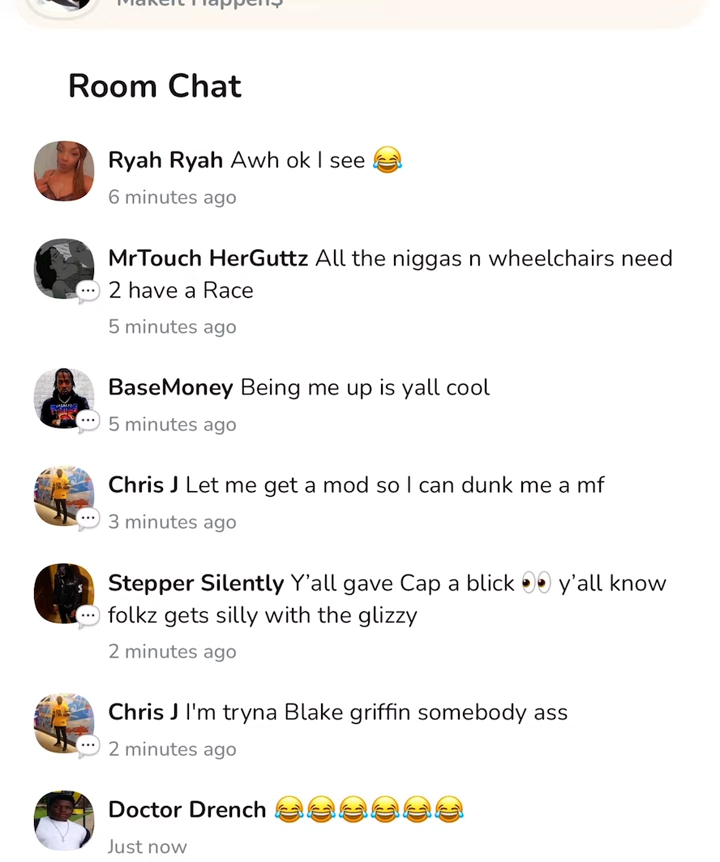 MakeIt Happen$
Room Chat
Ryah Ryah Awh ok I see 😂
6 minutes ago
MrTouch HerGuttz All the niggas n wheelchairs need
2 have a Race
5 minutes ago
BaseMoney Being me up is yall cool
5 minutes ago
Chris J Let me get a mod so I can dunk me a mf
3 minutes ago
Stepper Silently Y’all gave Cap a blick 👀 y’all know
folkz gets silly with the glizzy
2 minutes ago
Chris J I'm tryna Blake griffin somebody ass
2 minutes ago
Doctor Drench 😂😂😂😂😂😂
Just now